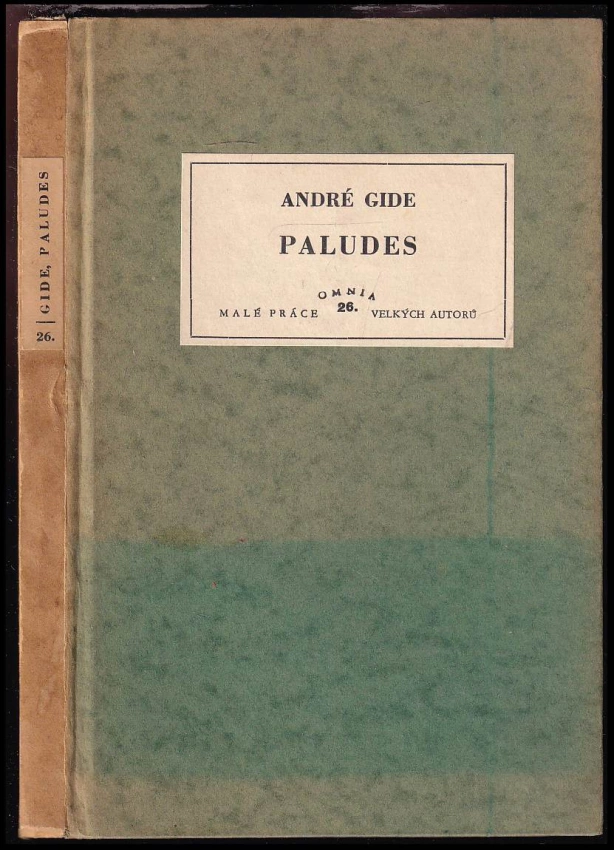 GIDE, PALUDES
26.
ANDRÉ GIDE
PALUDES
OMNIA
MALÉ PRÁCE 26. VELKÝCH AUTORŮ